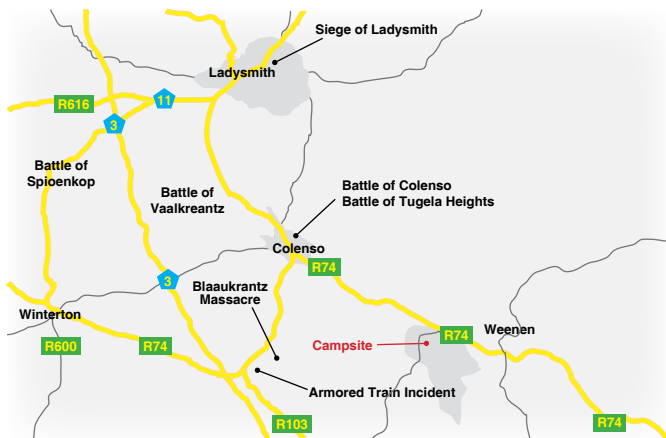 Siege of Ladysmith
Ladysmith
R616
11
3
Battle of
Spioenkop
Battle of
Vaalkreantz
Battle of Colenso
Battle of Tugela Heights
Colenso
R74
3
Blaaukrantz
Massacre
Winterton
R600
R74
Campsite
R74
Weenen
Armored Train Incident
R103
R74